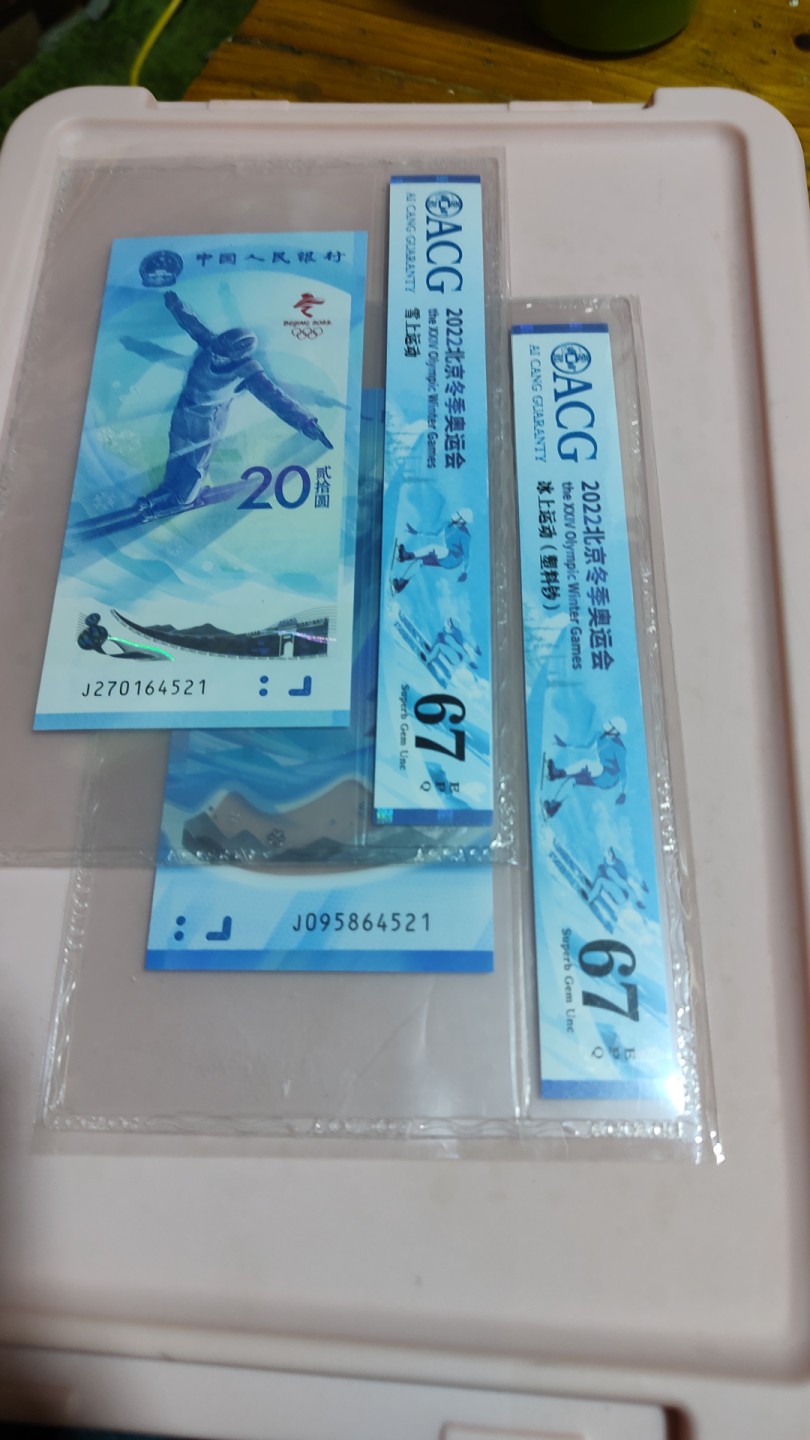 中国人民银行
BEIJING 2022
20
贰拾圆
J270164521
ACG
AI CANG GUARANTY
2022北京冬季奥运会
the XXIV Olympic Winter Games
雪上运动
67
EPQ
Superb Gem Unc
J095864521
ACG
AI CANG GUARANTY
2022北京冬季奥运会
the XXIV Olympic Winter Games
冰上运动(塑料钞)
67
EPQ
Superb Gem Unc